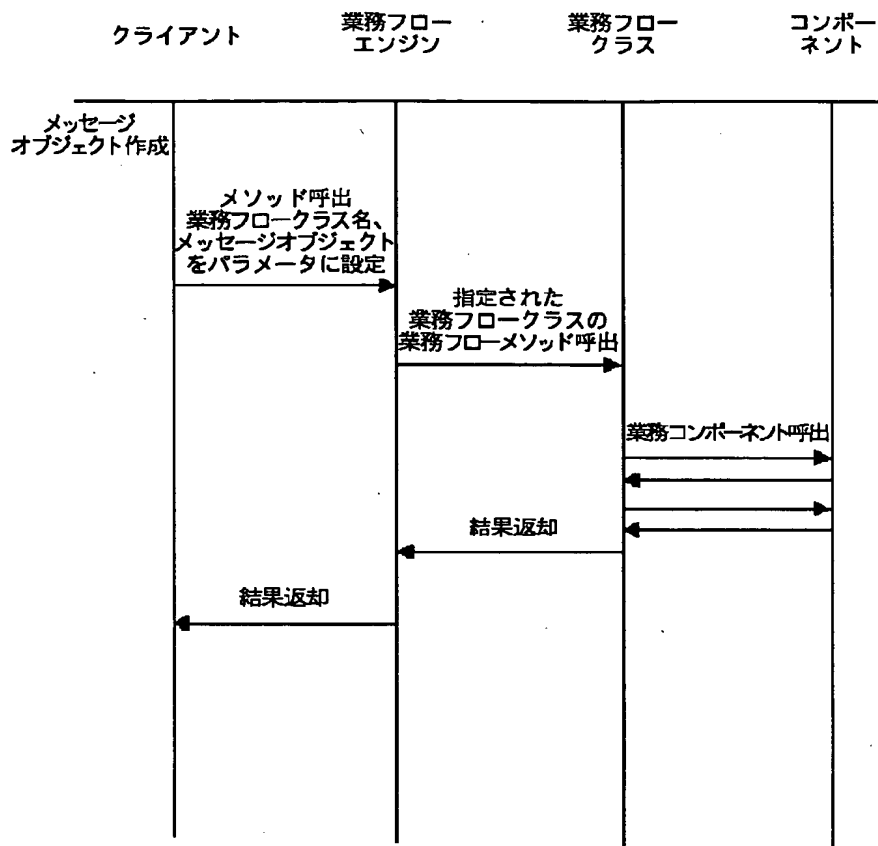 クライアント
業務フロー
エンジン
業務フロー
クラス
コンポー
ネント
メッセージ
オブジェクト作成
メソッド呼出
業務フロークラス名、
メッセージオブジェクト
をパラメータに設定
指定された
業務フロークラスの
業務フローメソッド呼出
業務コンポーネント呼出
結果返却
結果返却